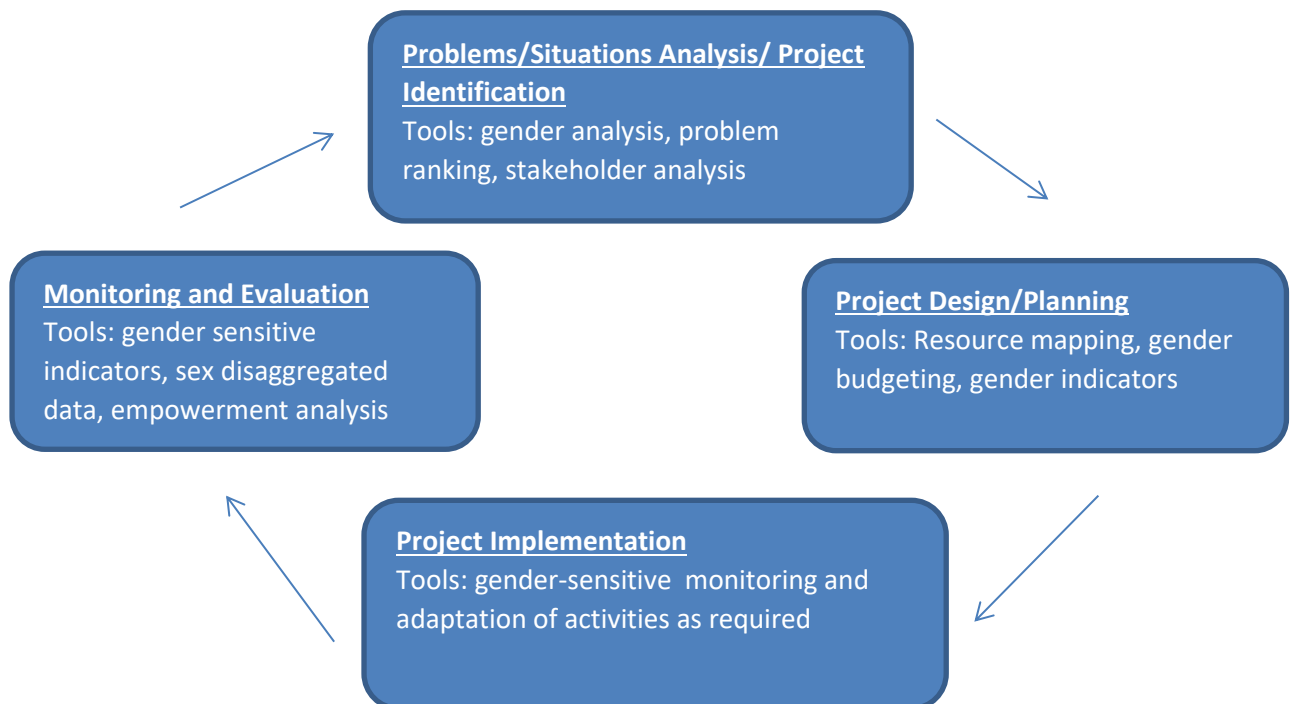 Problems/Situations Analysis/ Project
Identification
Tools: gender analysis, problem
ranking, stakeholder analysis
Monitoring and Evaluation
Tools: gender sensitive
indicators, sex disaggregated
data, empowerment analysis
Project Design/Planning
Tools: Resource mapping, gender
budgeting, gender indicators
Project Implementation
Tools: gender-sensitive  monitoring and
adaptation of activities as required